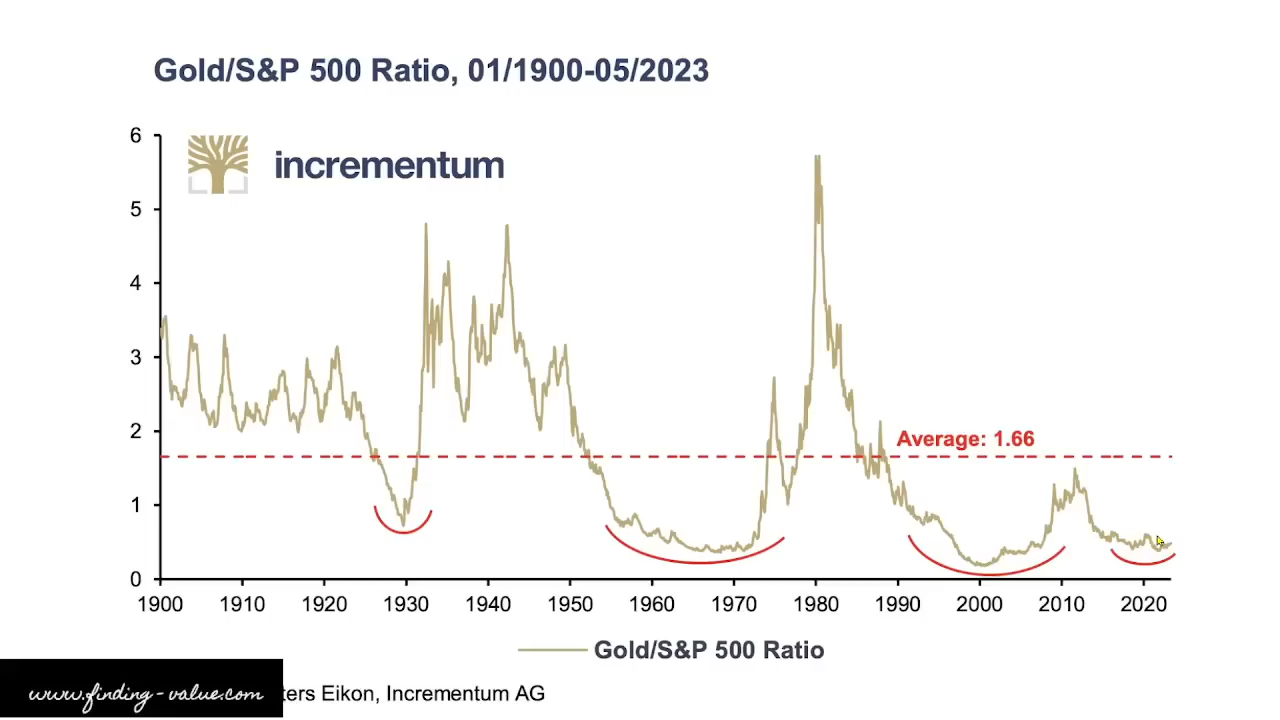 Gold/S&P 500 Ratio, 01/1900-05/2023
incrementum
6
5
4
3
2
1
0
Average: 1.66
1900 1910 1920 1930 1940 1950 1960 1970 1980 1990 2000 2010 2020
Gold/S&P 500 Ratio
www.finding-value.com
Eikon, Incrementum AG